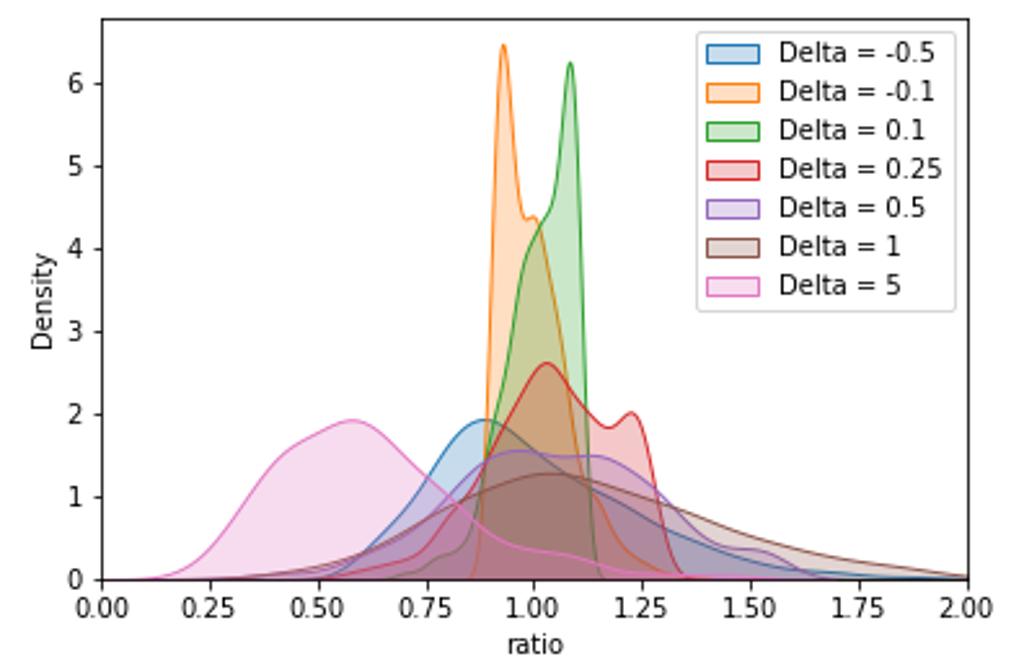 Delta = -0.5
Delta = -0.1
Delta = 0.1
Delta = 0.25
Delta = 0.5
Delta = 1
Delta = 5
6
5
4
3
2
1
0
Density
0.00 0.25 0.50 0.75 1.00 1.25 1.50 1.75 2.00
ratio